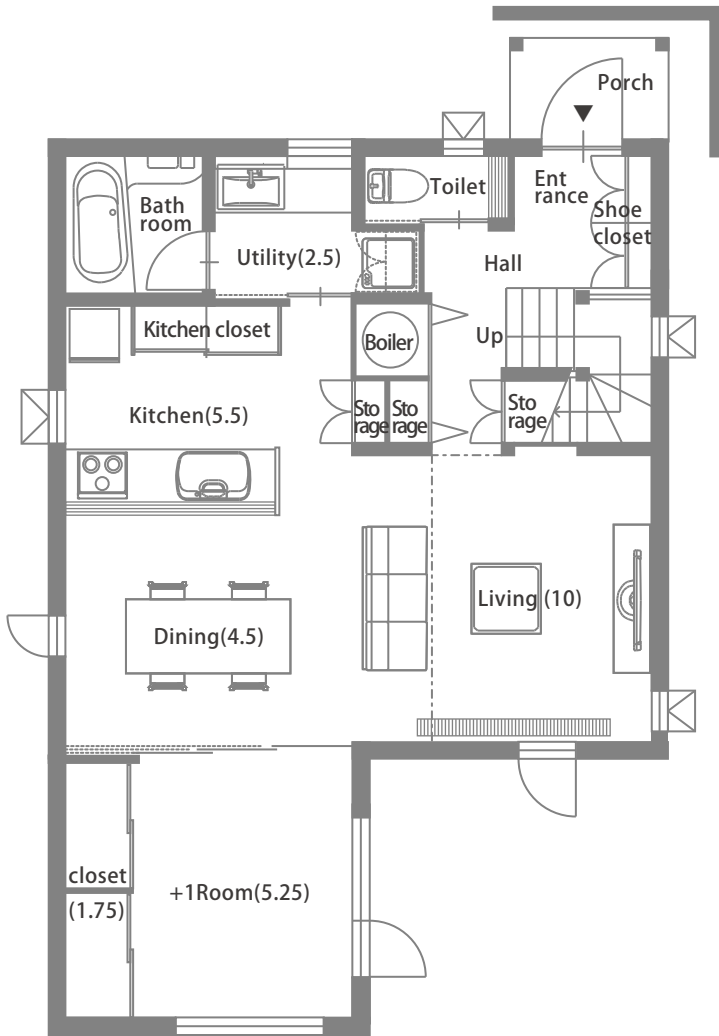 Porch
Toilet
Ent
rance
Bath
room
Shoe
closet
Utility(2.5)
Hall
Kitchen closet
Boiler
Up
Kitchen(5.5)
Sto
rage
Sto
rage
Sto
rage
Living (10)
Dining(4.5)
closet
(1.75)
+1Room(5.25)